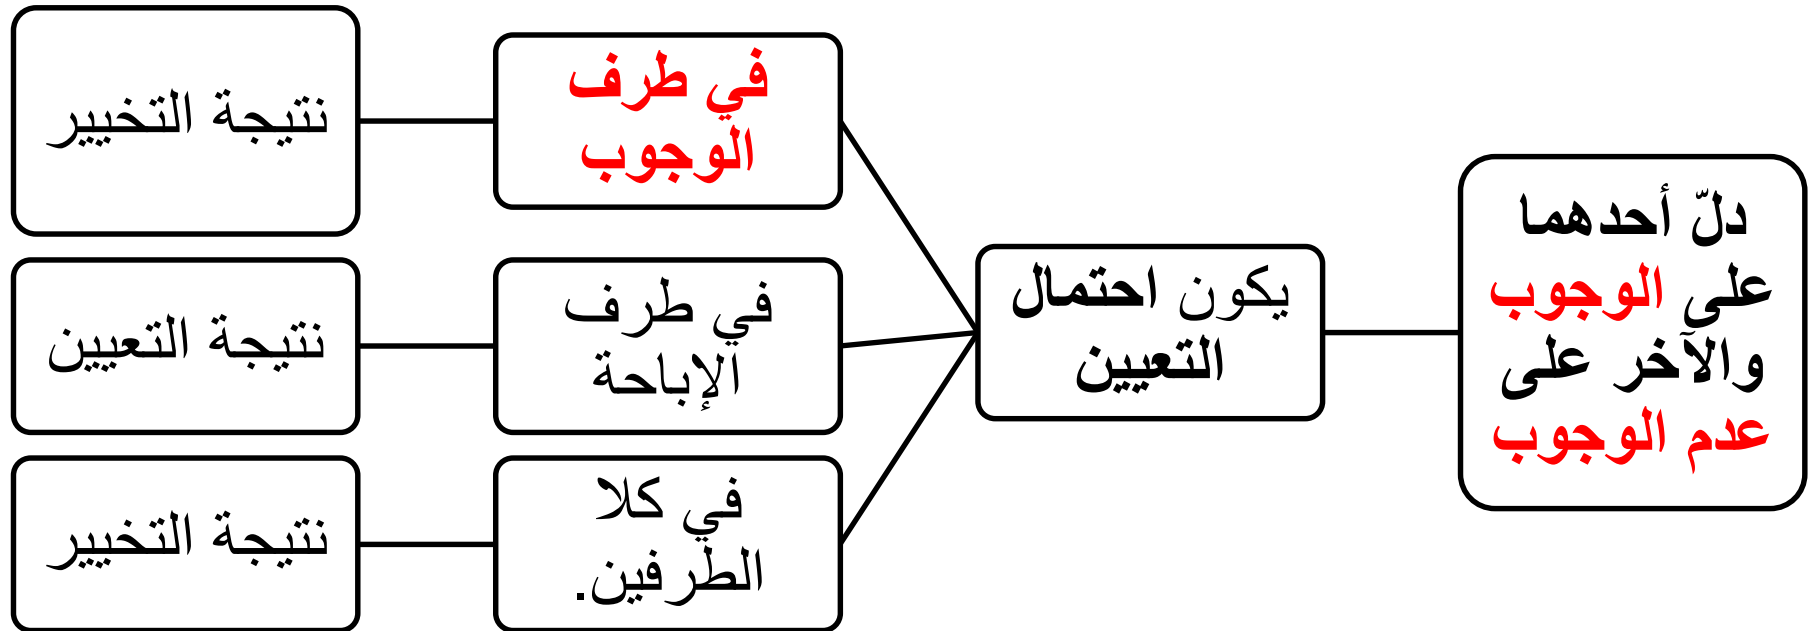 دلّ أحدهما
على الوجوب
والآخر على
عدم الوجوب
يكون احتمال
التعيين
في طرف
الوجوب
نتيجة التخيير
في طرف
الإباحة
نتيجة التعيين
في كلا
الطرفين.
نتيجة التخيير